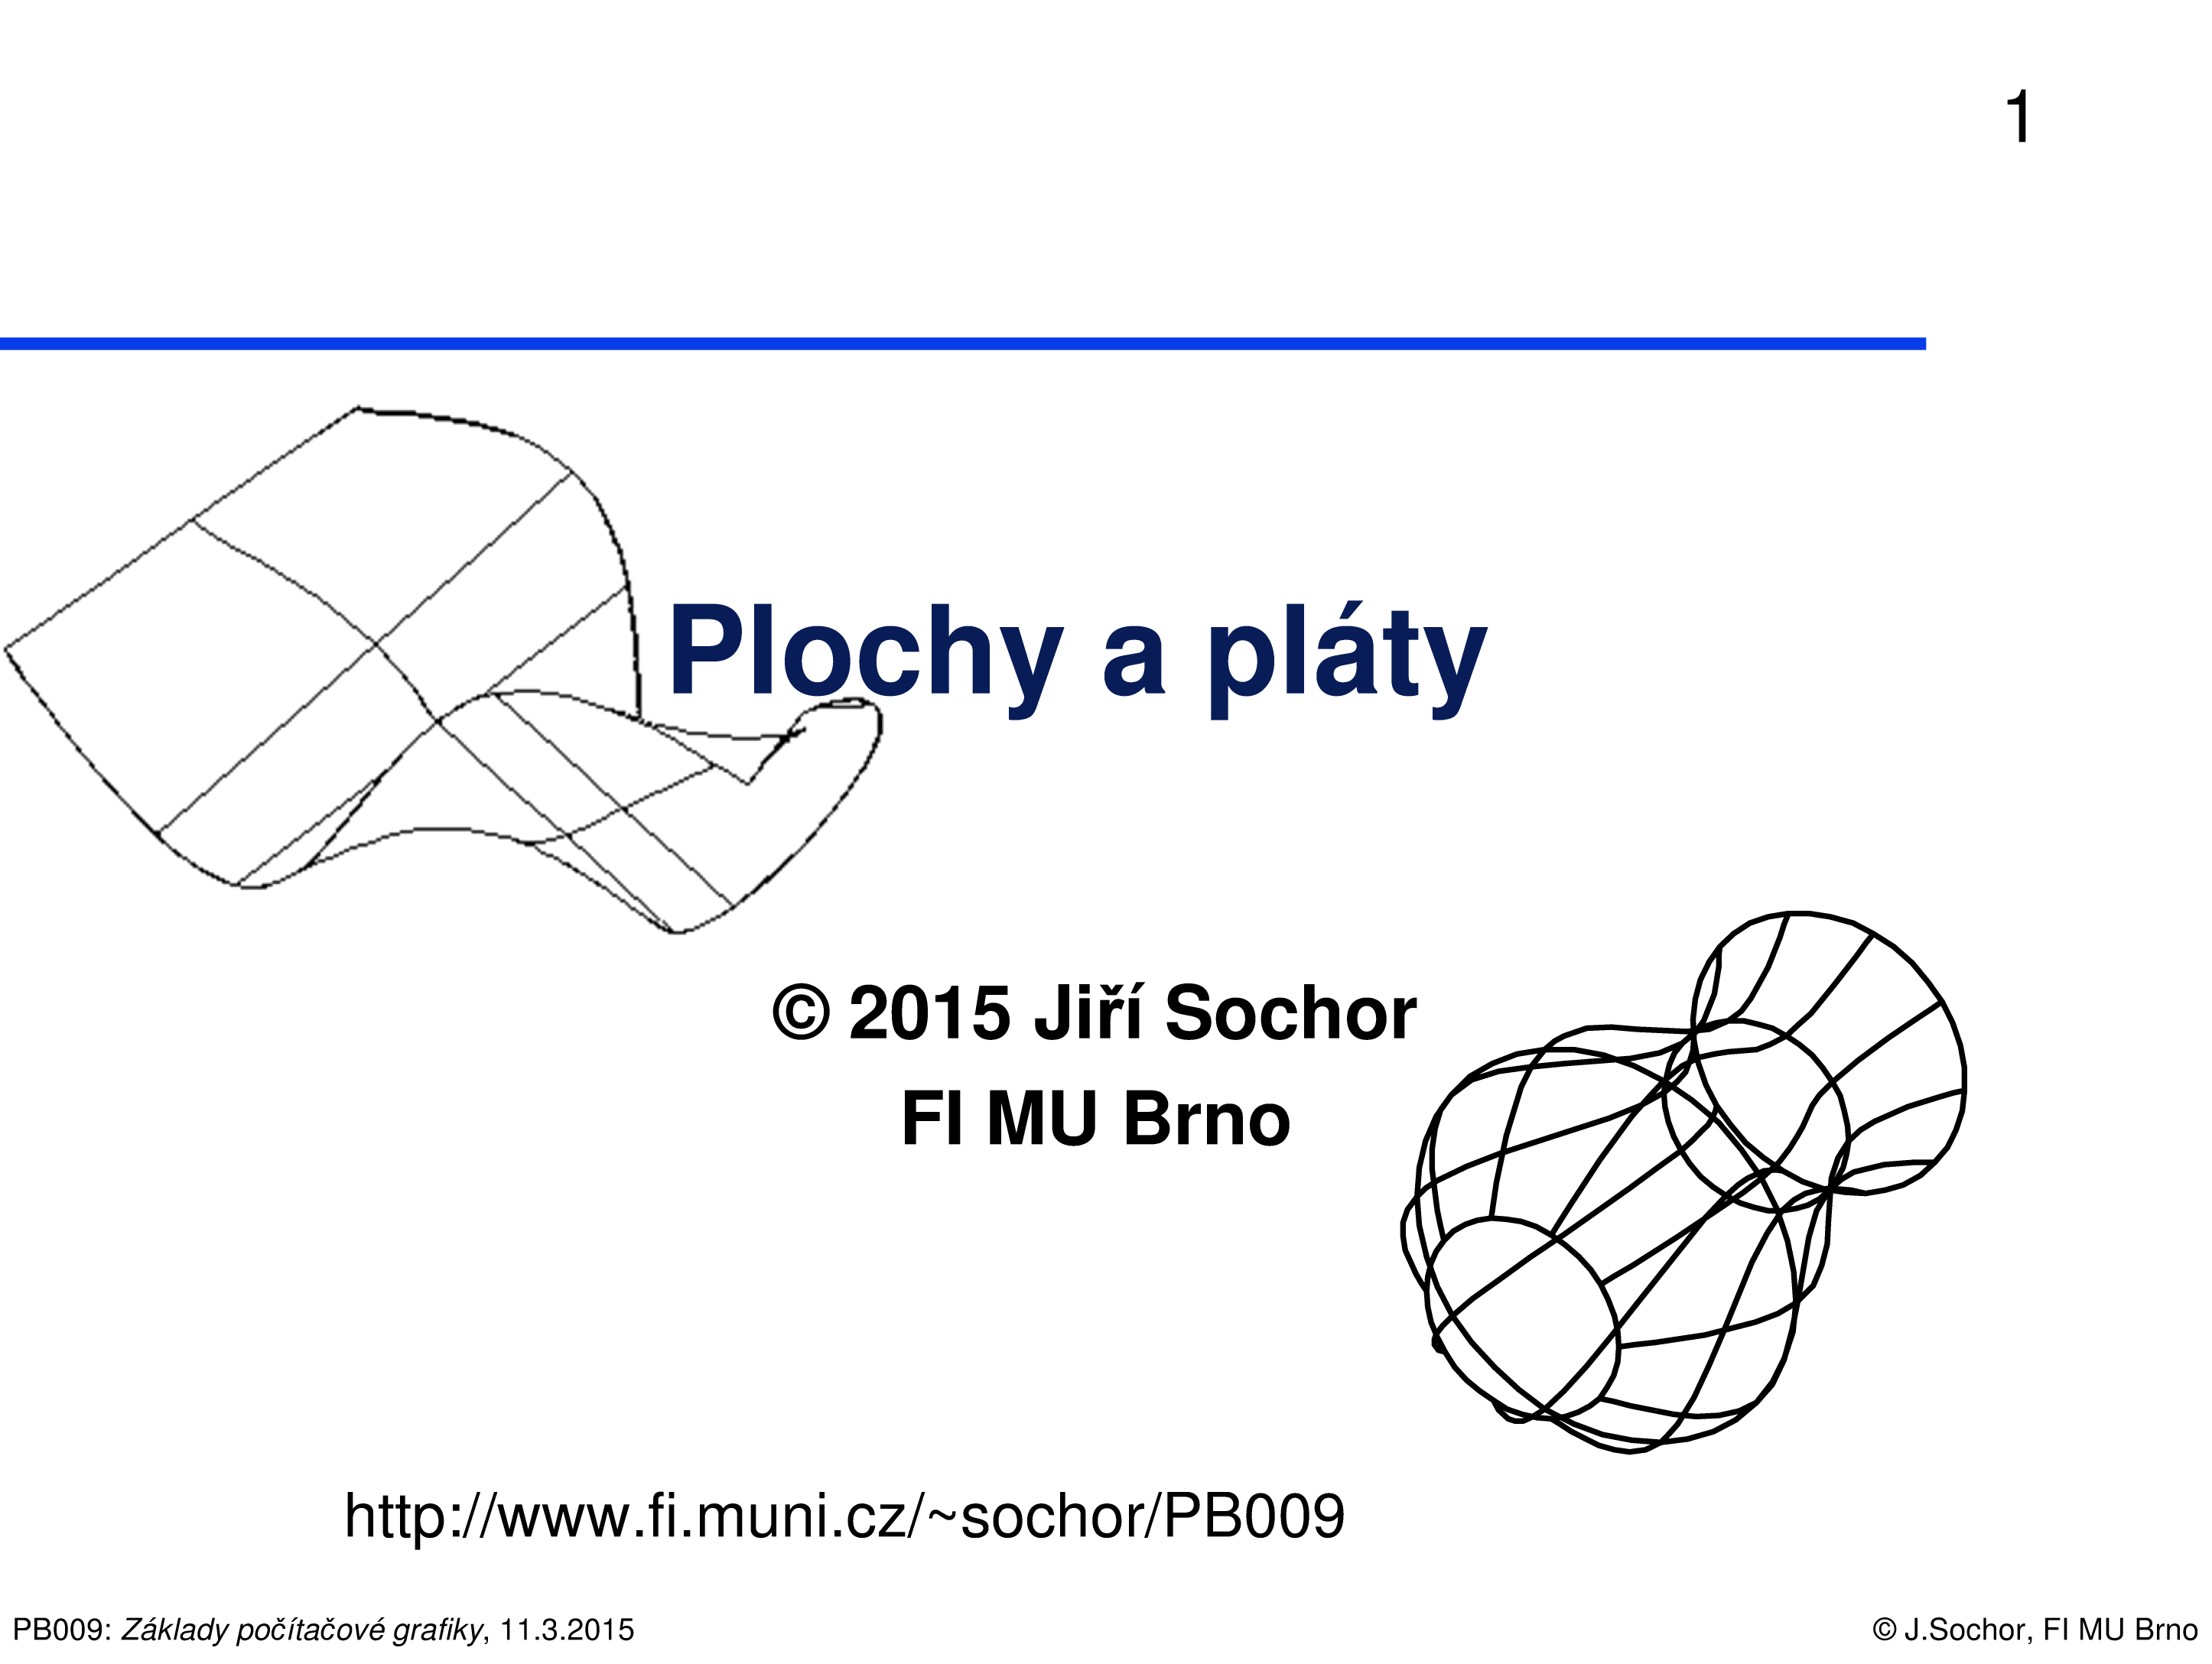 1
Plochy a pláty
© 2015 Jiří Sochor
FI MU Brno
http://www.fi.muni.cz/~sochor/PB009
PB009: Základy počítačové grafiky, 11.3.2015
© J.Sochor, FI MU Brno